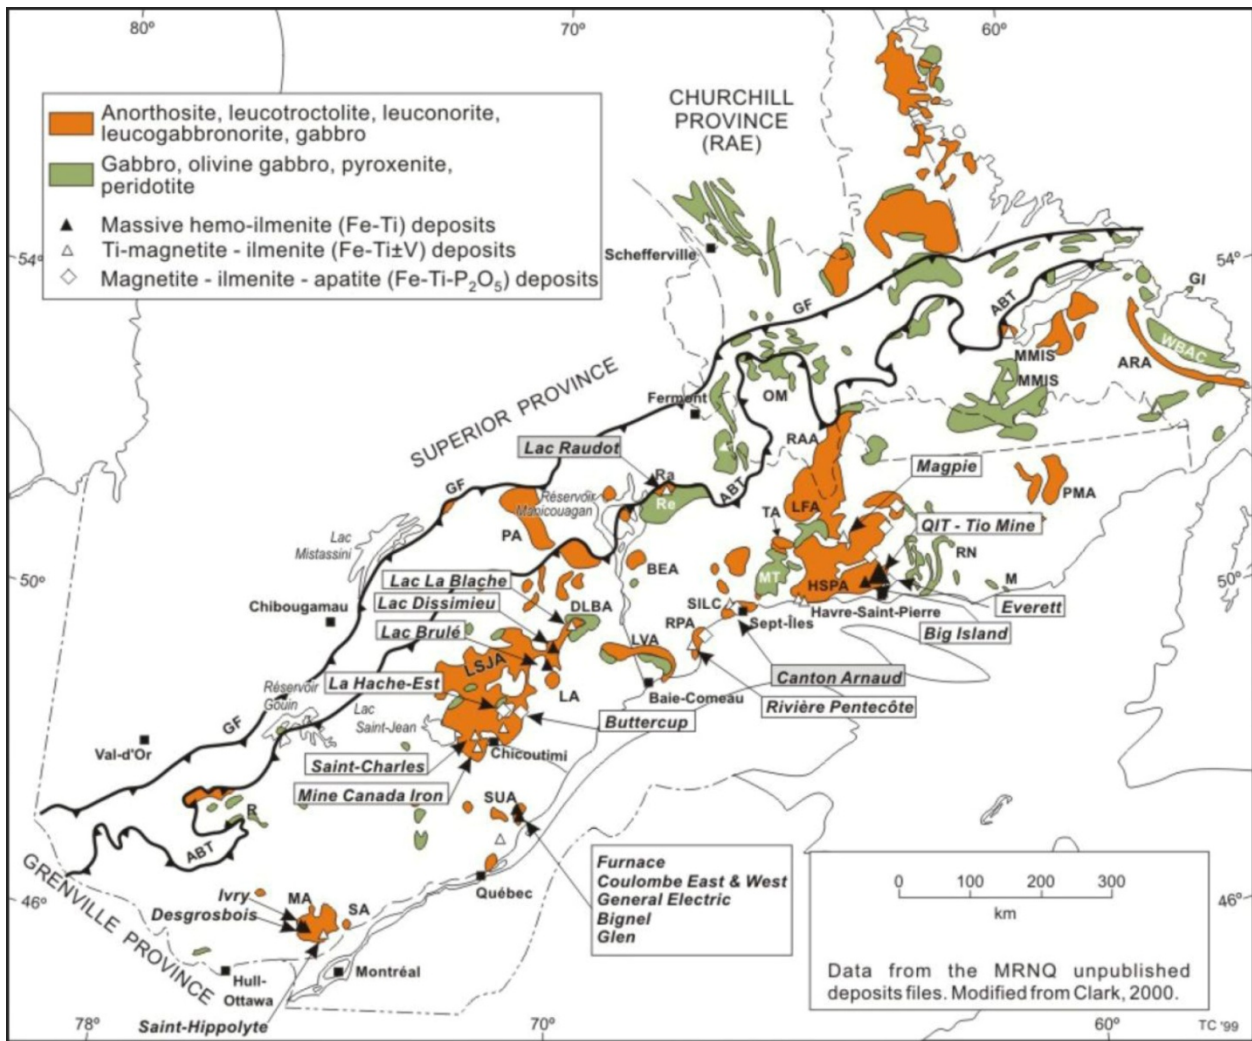 80º
70º
60º
Anorthosite, leucotroctolite, leuconorite,
leucogabbronorite, gabbro
Gabbro, olivine gabbro, pyroxenite,
peridotite
Massive hemo-ilmenite (Fe-Ti) deposits
Ti-magnetite - ilmenite (Fe-Ti±V) deposits
Magnetite - ilmenite - apatite (Fe-Ti-P₂O₅) deposits
CHURCHILL
PROVINCE
(RAE)
Schefferville
54º
54º
GI
GF
ABT
WBAC
MMIS
ARA
MMIS
SUPERIOR PROVINCE
Fermont
OM
RAA
Lac Raudot
Magpie
Ra
GF
Réservoir
Manicouagan
Re
ABT
PMA
LFA
TA
QIT - Tio Mine
PA
Lac
Mistassini
RN
50º
50º
BEA
MT
HSPA
M
Lac La Blache
Lac Dissimieu
DLBA
Everett
Chibougamau
SILC
Havre-Saint-Pierre
Sept-Îles
Lac Brulé
RPA
Big Island
LVA
LSJA
La Hache-Est
LA
Canton Arnaud
Réservoir
Gouin
Baie-Comeau
Rivière Pentecôte
Lac
Saint-Jean
Buttercup
GF
Val-d'Or
Chicoutimi
Saint-Charles
Mine Canada Iron
SUA
R
ABT
GRENVILLE PROVINCE
Furnace
Coulombe East & West
General Electric
Bignel
Glen
Québec
0 100 200 300
km
46º
46º
Ivry
MA
Desgrosbois
SA
Data from the MRNQ unpublished
deposits files. Modified from Clark, 2000.
Montréal
Hull-
Ottawa
Saint-Hippolyte
78º
70º
60º
TC '99